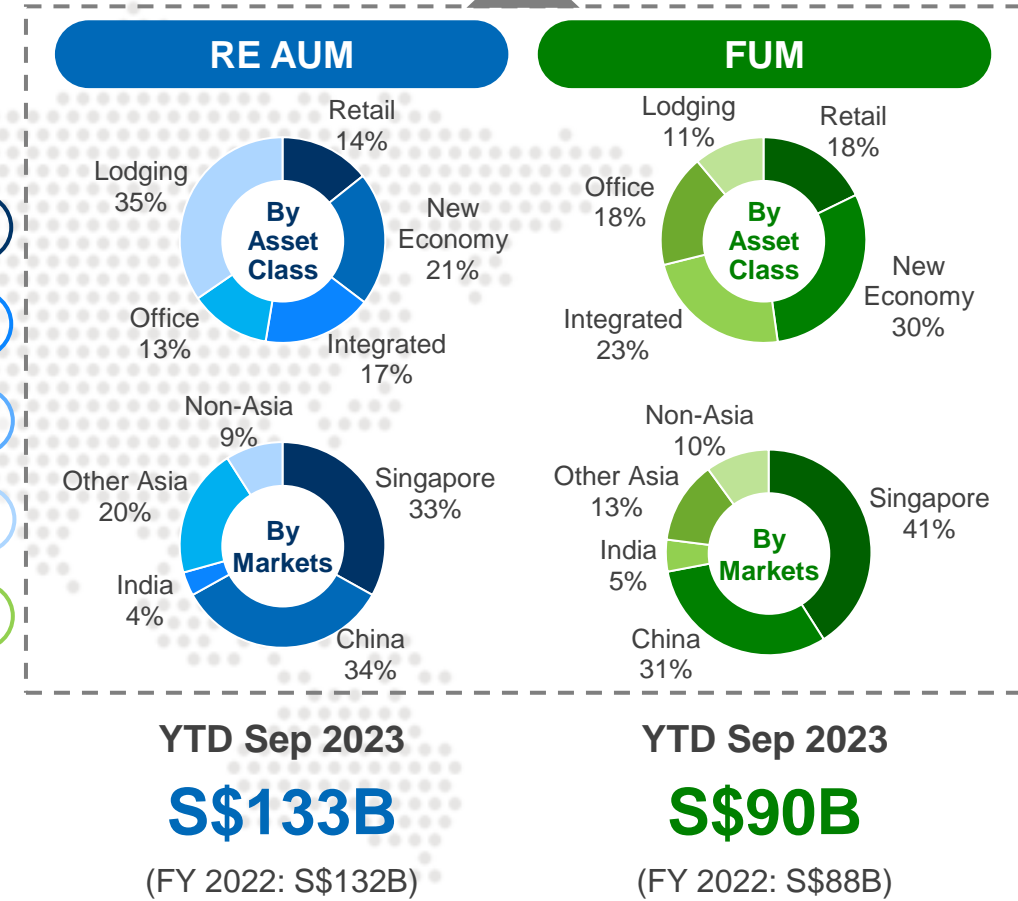 RE AUM
Retail
14%
New
Economy
21%
Integrated
17%
Office
13%
Lodging
35%
By
Asset
Class
Non-Asia
9%
Singapore
33%
China
34%
India
4%
Other Asia
20%
By
Markets
YTD Sep 2023
S$133B
(FY 2022: S$132B)
FUM
Lodging
11%
Retail
18%
New
Economy
30%
Integrated
23%
Office
18%
By
Asset
Class
Non-Asia
10%
Singapore
41%
China
31%
India
5%
Other Asia
13%
By
Markets
YTD Sep 2023
S$90B
(FY 2022: S$88B)